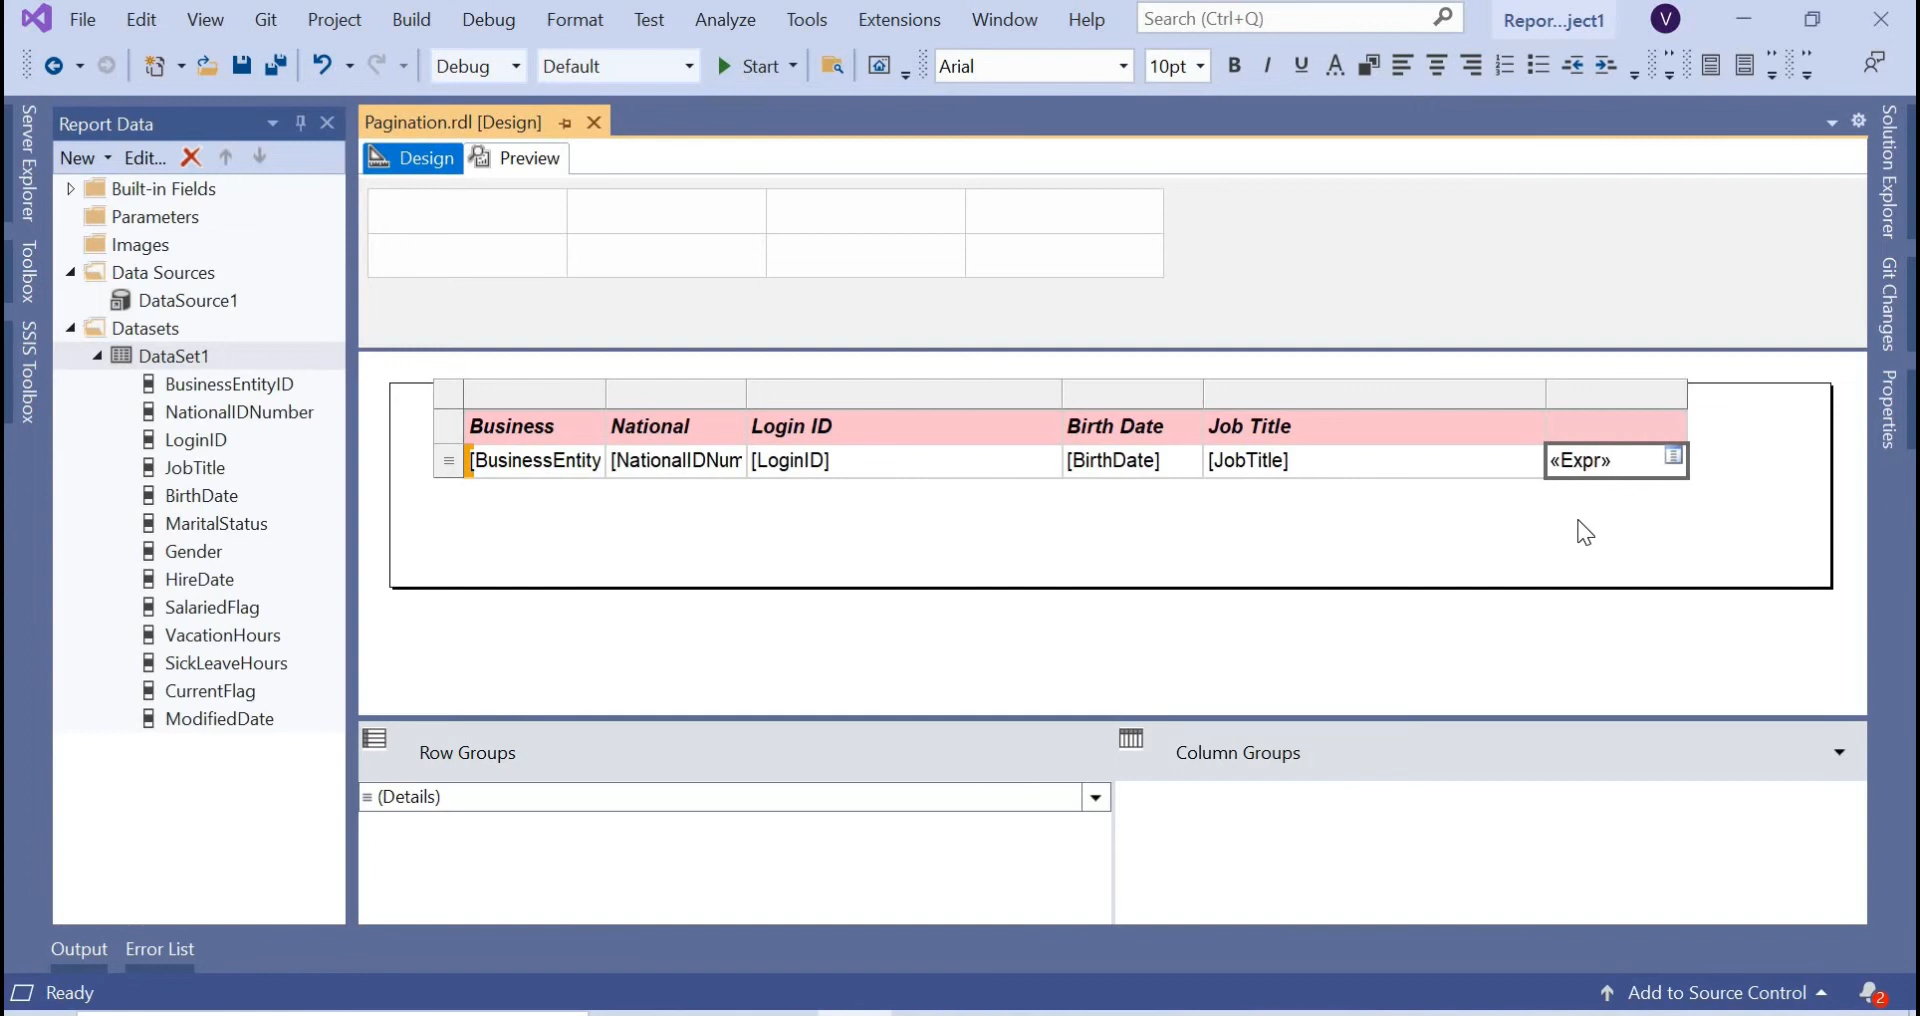 File Edit View Git Project Build Debug Format Test Analyze Tools Extensions Window Help Search (Ctrl+Q) Repor...ject1 V
Debug Default Start Arial 10pt B I U A
Server Explorer
Toolbox
SSIS Toolbox
Report Data
New Edit...
Built-in Fields
Parameters
Images
Data Sources
DataSource1
Datasets
DataSet1
BusinessEntityID
NationalIDNumber
LoginID
JobTitle
BirthDate
MaritalStatus
Gender
HireDate
SalariedFlag
VacationHours
SickLeaveHours
CurrentFlag
ModifiedDate
Pagination.rdl [Design]
Design Preview
Business National Login ID Birth Date Job Title
[BusinessEntity [NationalIDNum [LoginID] [BirthDate] [JobTitle] «Expr»
Row Groups Column Groups
(Details)
Solution Explorer
Git Changes
Properties
Output Error List
Ready Add to Source Control 2